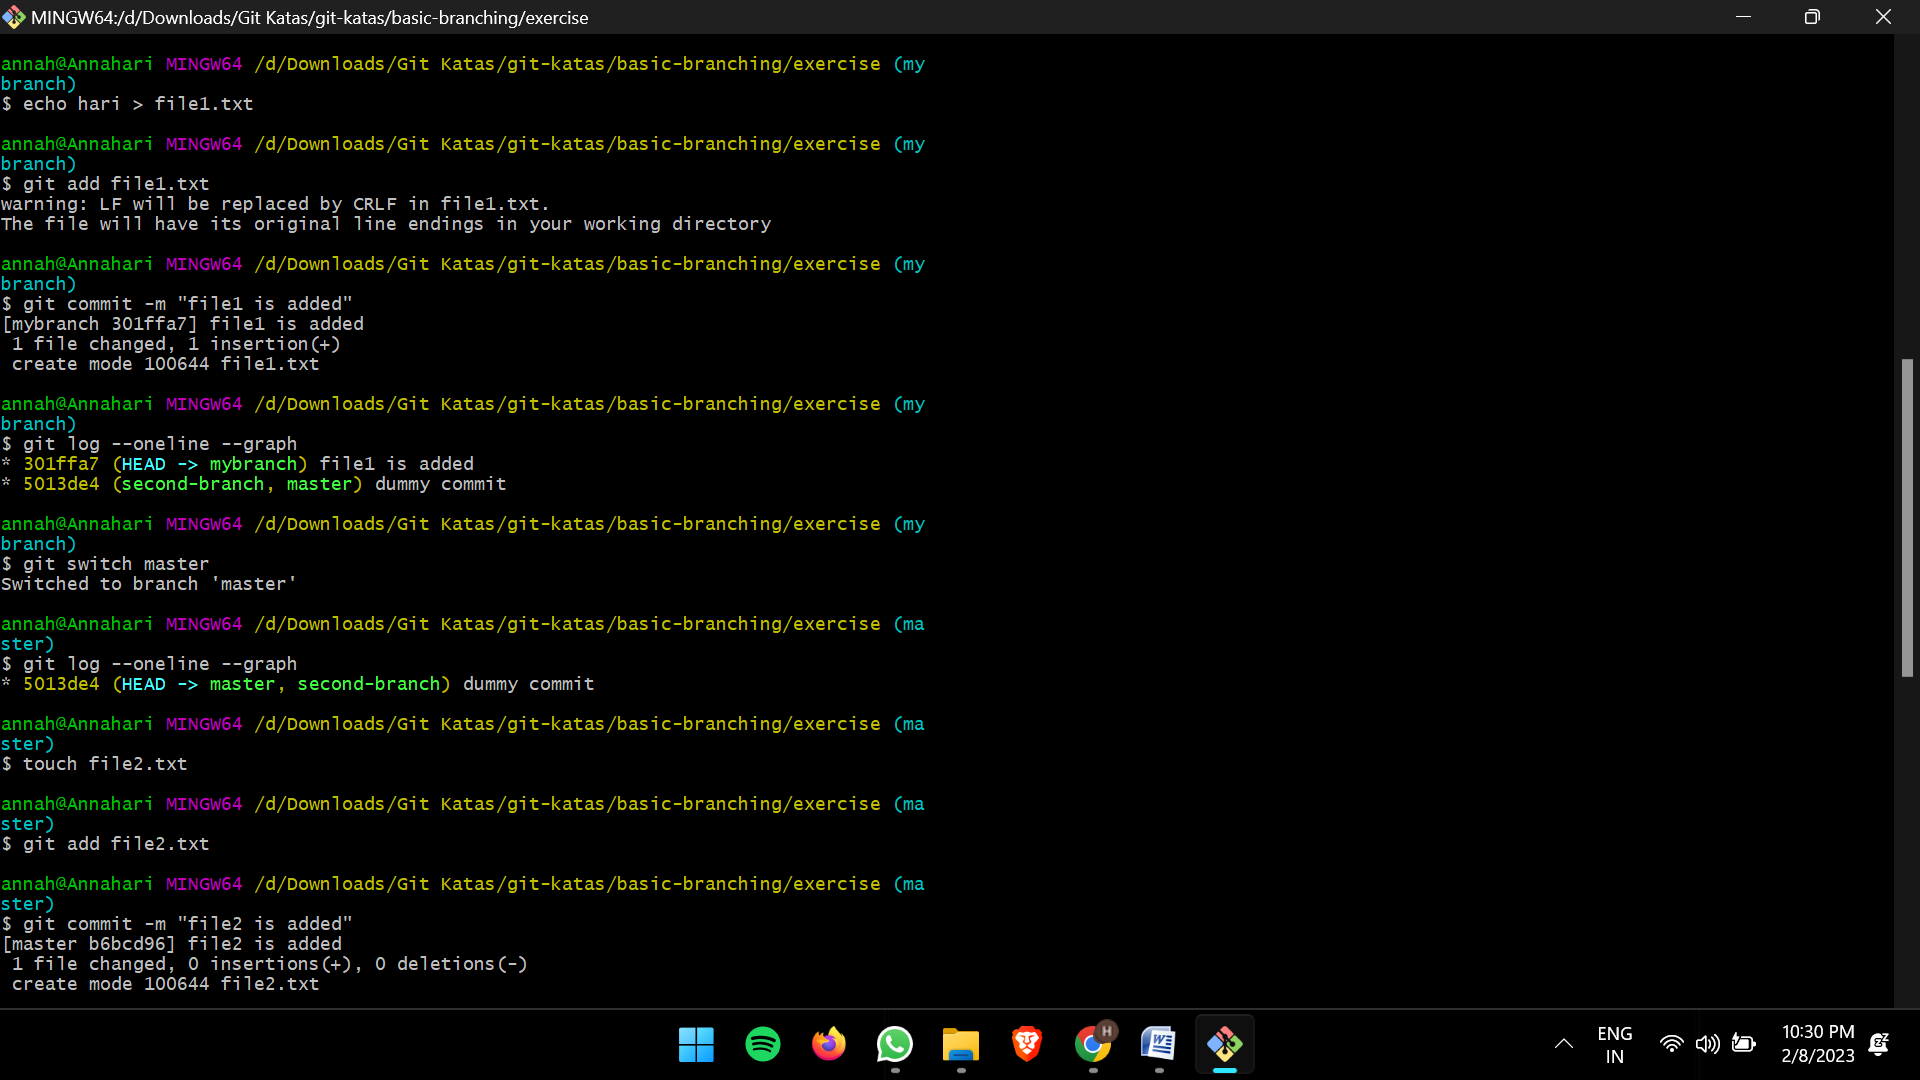 MINGW64:/d/Downloads/Git Katas/git-katas/basic-branching/exercise
annah@Annahari MINGW64 /d/Downloads/Git Katas/git-katas/basic-branching/exercise (my
branch)
$ echo hari > file1.txt
annah@Annahari MINGW64 /d/Downloads/Git Katas/git-katas/basic-branching/exercise (my
branch)
$ git add file1.txt
warning: LF will be replaced by CRLF in file1.txt.
The file will have its original line endings in your working directory
annah@Annahari MINGW64 /d/Downloads/Git Katas/git-katas/basic-branching/exercise (my
branch)
$ git commit -m "file1 is added"
[mybranch 301ffa7] file1 is added
 1 file changed, 1 insertion(+)
 create mode 100644 file1.txt
annah@Annahari MINGW64 /d/Downloads/Git Katas/git-katas/basic-branching/exercise (my
branch)
$ git log --oneline --graph
* 301ffa7 (HEAD -> mybranch) file1 is added
* 5013de4 (second-branch, master) dummy commit
annah@Annahari MINGW64 /d/Downloads/Git Katas/git-katas/basic-branching/exercise (my
branch)
$ git switch master
Switched to branch 'master'
annah@Annahari MINGW64 /d/Downloads/Git Katas/git-katas/basic-branching/exercise (ma
ster)
$ git log --oneline --graph
* 5013de4 (HEAD -> master, second-branch) dummy commit
annah@Annahari MINGW64 /d/Downloads/Git Katas/git-katas/basic-branching/exercise (ma
ster)
$ touch file2.txt
annah@Annahari MINGW64 /d/Downloads/Git Katas/git-katas/basic-branching/exercise (ma
ster)
$ git add file2.txt
annah@Annahari MINGW64 /d/Downloads/Git Katas/git-katas/basic-branching/exercise (ma
ster)
$ git commit -m "file2 is added"
[master b6bcd96] file2 is added
 1 file changed, 0 insertions(+), 0 deletions(-)
 create mode 100644 file2.txt
H
W
ENG
IN
10:30 PM
2/8/2023